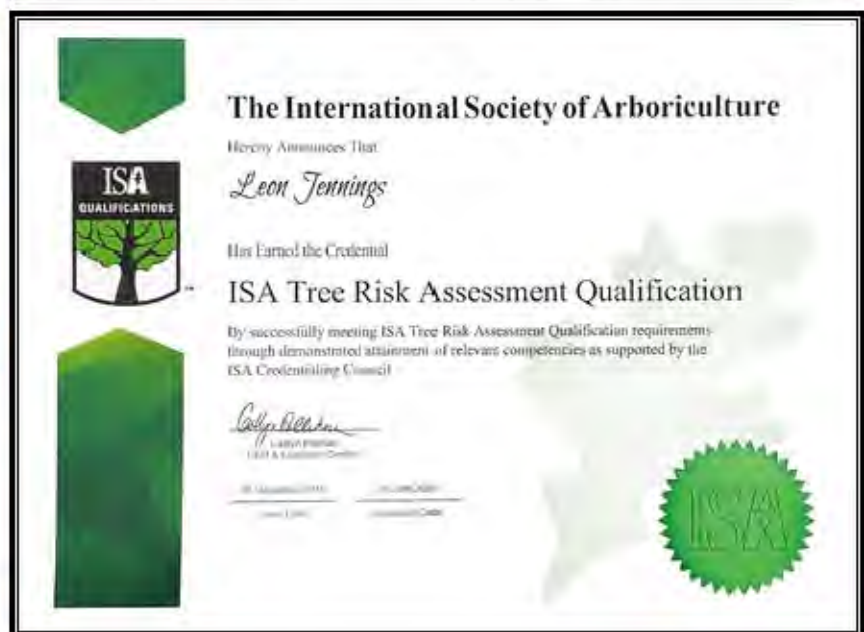 The International Society of Arboriculture
Hereby Announces That
Leon Jennings
ISA
QUALIFICATIONS
Has Earned the Credential
ISA Tree Risk Assessment Qualification
By successfully meeting ISA Tree Risk Assessment Qualification requirements
through demonstrated attainment of relevant competencies as supported by the
ISA Credentialing Council
ISA